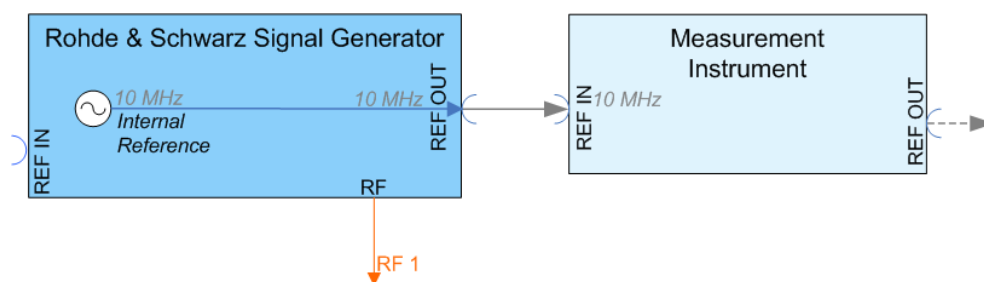 Rohde & Schwarz Signal Generator
10 MHz
Internal
Reference
10 MHz
REF OUT
REF IN
RF
RF 1
Measurement
Instrument
REF IN
10 MHz
REF OUT